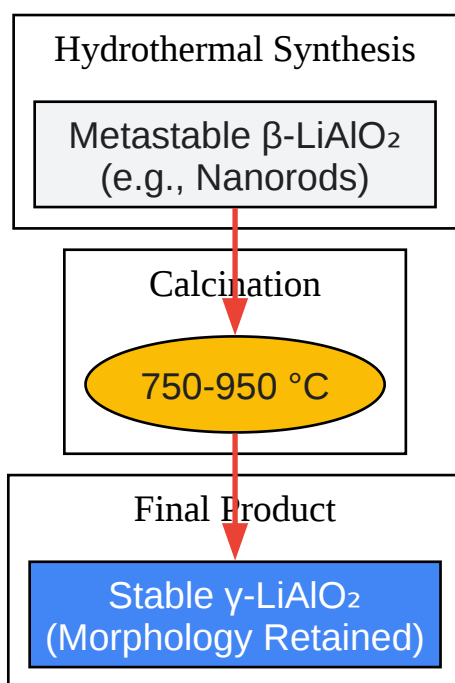 Hydrothermal Synthesis
Metastable β-LiAlO₂
(e.g., Nanorods)
Calcination
750-950 °C
Final Product
Stable γ-LiAlO₂
(Morphology Retained)